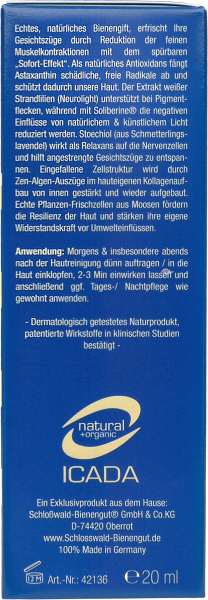 Echtes, natürliches Bienengift, erfrischt Ihre
Gesichtszüge durch Reduktion der feinen
Muskelkontraktionen mit dem spürbaren
„Sofort-Effekt“. Als natürliches Antioxidans fängt
Astaxanthin schädliche, freie Radikale ab und
schützt dadurch unsere Haut. Der Extrakt weißer
Strandlilien (Neurolight) unterstützt bei Pigment-
flecken, während mit Soliberine® die negativen
Einflüsse von natürlichem & künstlichem Licht
reduziert werden. Stoechiol (aus Schmetterlings-
lavendel) wirkt als Relaxans auf die Nervenzellen
und hilft angestrengte Gesichtszüge zu entspan-
nen. Eingefallene Zellstruktur wird durch
Zen-Algen-Auszüge im hauteigenen Kollagenauf-
bau von innen gestärkt und wieder aufgebaut.
Echte Pflanzen-Frischzellen aus Moosen fördern
die Resilienz der Haut und stärken ihre eigene
Widerstandskraft vor Umwelteinflüssen.
Anwendung: Morgens & insbesondere abends
nach der Hautreinigung dünn auftragen / in die
Haut einklopfen, 2-3 Min einwirken lassen und
anschließend ggf. Tages-/ Nachtpflege wie
gewohnt anwenden.
- Dermatologisch getestetes Naturprodukt,
patentierte Wirkstoffe in klinischen Studien
bestätigt -
natural
+organic
ICADA
Ein Exklusivprodukt aus dem Hause:
Schloßwald-Bienengut® GmbH & Co.KG
D-74420 Oberrot
www.Schlosswald-Bienengut.de
100% Made in Germany
12M Art.-Nr.: 42136 e 20 ml